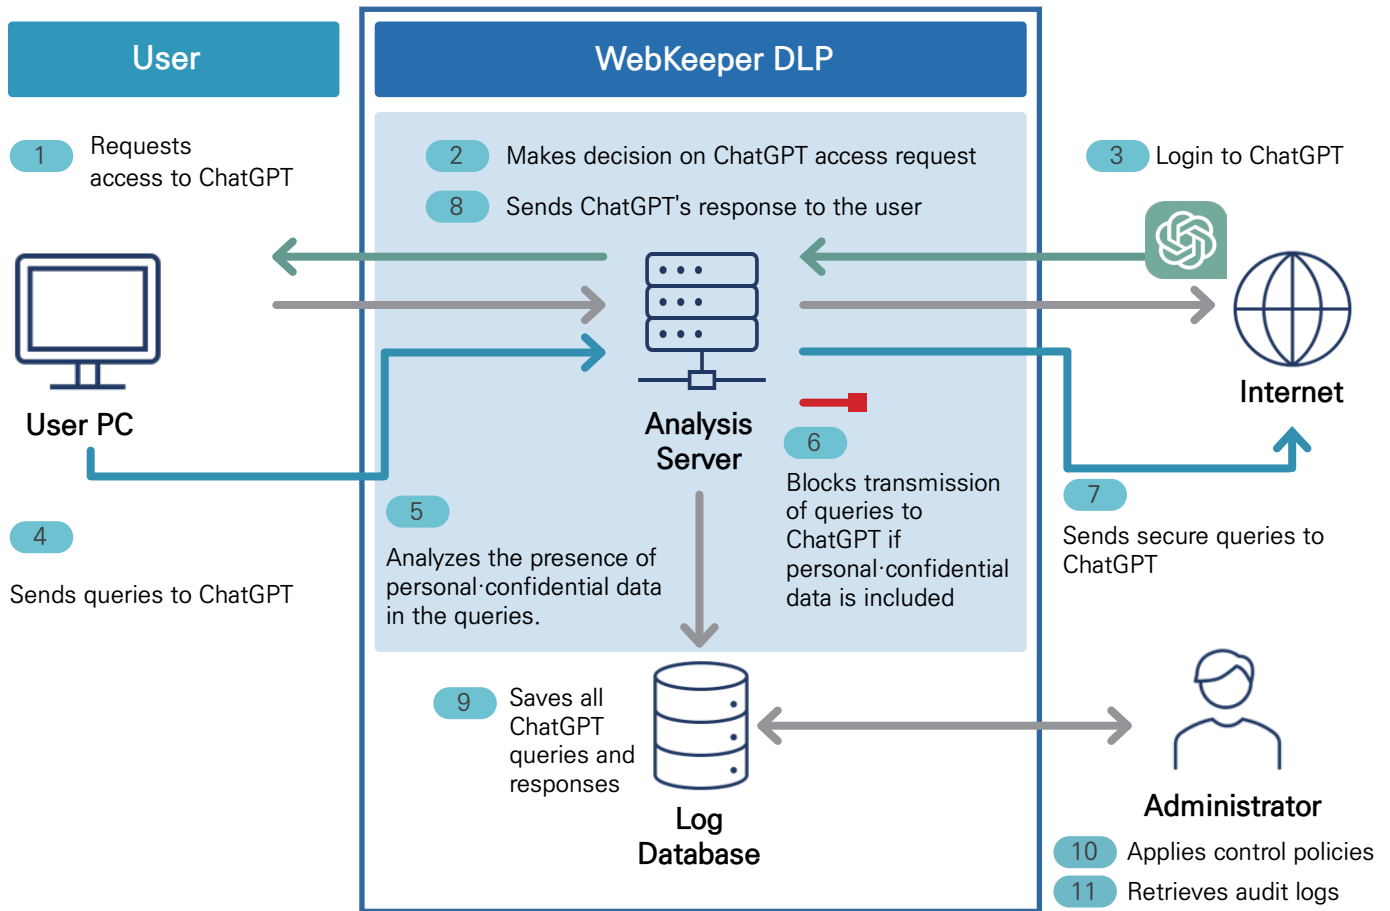 User
WebKeeper DLP
1
Requests
access to ChatGPT
2
Makes decision on ChatGPT access request
3
Login to ChatGPT
8
Sends ChatGPT's response to the user
User PC
Analysis
Server
Internet
4
Sends queries to ChatGPT
5
Analyzes the presence of
personal·confidential data
in the queries.
6
Blocks transmission
of queries to
ChatGPT if
personal·confidential
data is included
7
Sends secure queries to
ChatGPT
9
Saves all
ChatGPT
queries and
responses
Log
Database
Administrator
10
Applies control policies
11
Retrieves audit logs